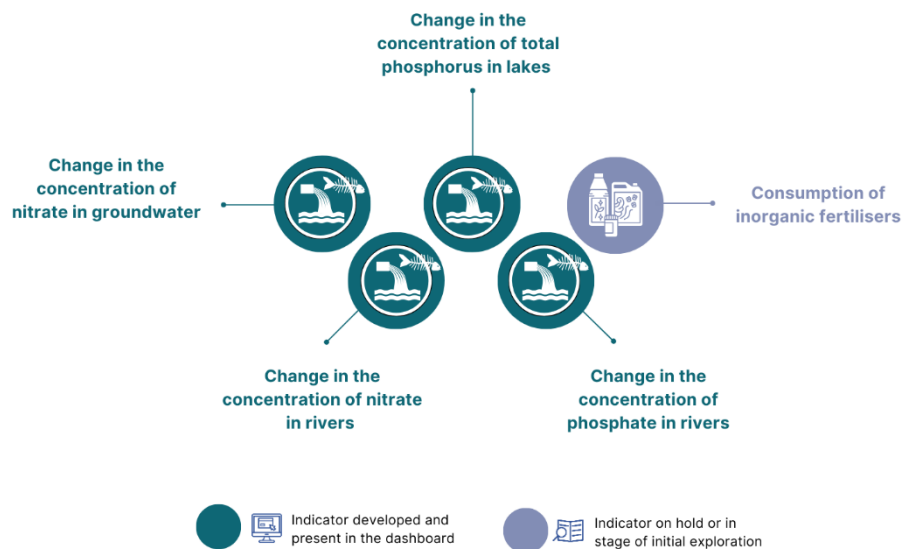 Change in the
concentration of total
phosphorus in lakes
Change in the
concentration of
nitrate in groundwater
Consumption of
inorganic fertilisers
Change in the
concentration of nitrate
in rivers
Change in the
concentration of
phosphate in rivers
Indicator developed and
present in the dashboard
Indicator on hold or in
stage of initial exploration